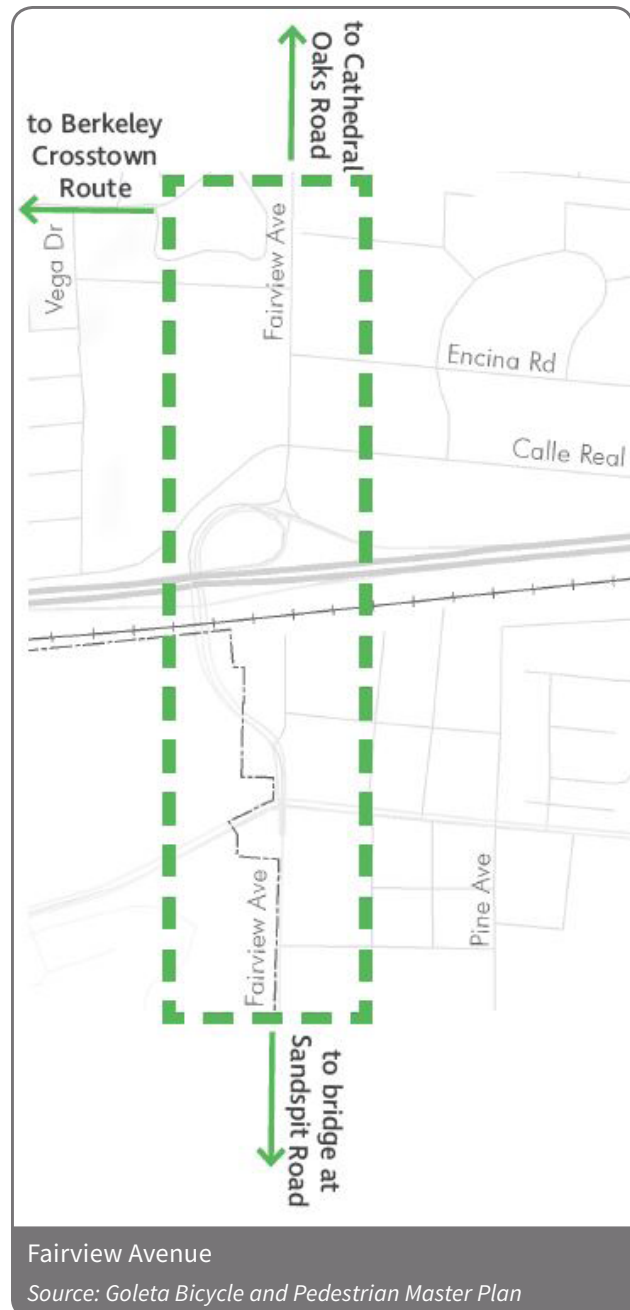 to Cathedral
Oaks Road
to Berkeley
Crosstown
Route
Vega Dr
Fairview Ave
Encina Rd
Calle Real
Fairview Ave
Pine Ave
to bridge at
Sandspit Road
Fairview Avenue
Source: Goleta Bicycle and Pedestrian Master Plan